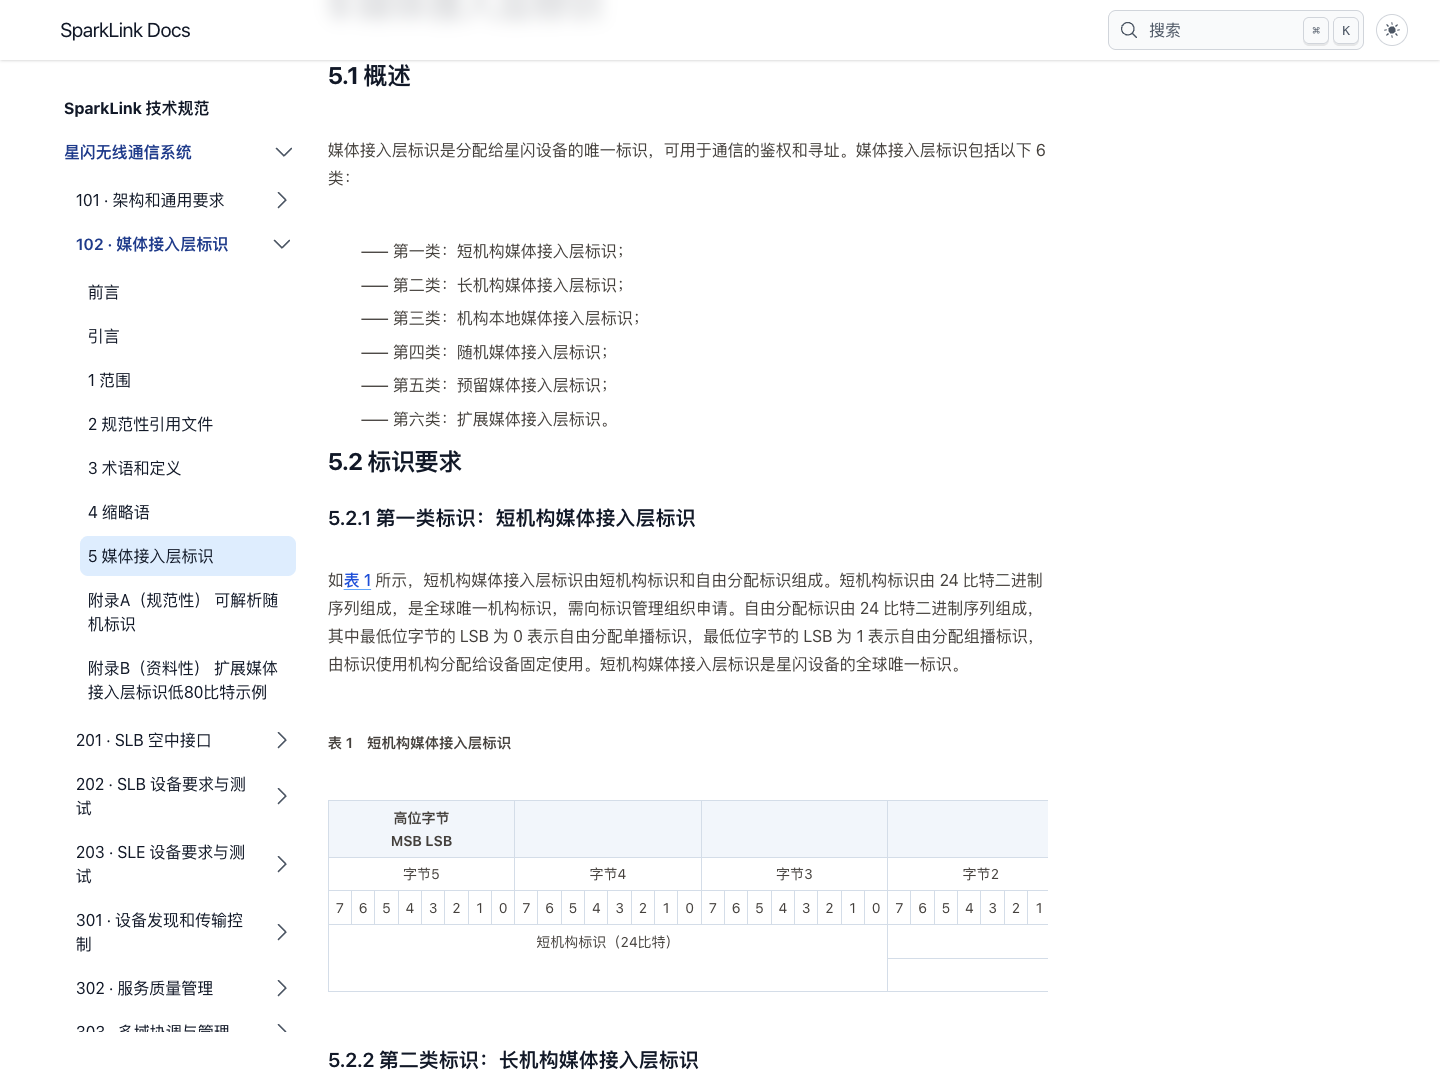 SparkLink Docs
搜索
⌘
K
SparkLink 技术规范
星闪无线通信系统
101 · 架构和通用要求
102 · 媒体接入层标识
前言
引言
1 范围
2 规范性引用文件
3 术语和定义
4 缩略语
5 媒体接入层标识
附录A（规范性） 可解析随
机标识
附录B（资料性） 扩展媒体
接入层标识低80比特示例
201 · SLB 空中接口
202 · SLB 设备要求与测
试
203 · SLE 设备要求与测
试
301 · 设备发现和传输控
制
302 · 服务质量管理
303 · 多域协调与管理
5.1 概述
媒体接入层标识是分配给星闪设备的唯一标识，可用于通信的鉴权和寻址。媒体接入层标识包括以下 6
类：
—— 第一类：短机构媒体接入层标识；
—— 第二类：长机构媒体接入层标识；
—— 第三类：机构本地媒体接入层标识；
—— 第四类：随机媒体接入层标识；
—— 第五类：预留媒体接入层标识；
—— 第六类：扩展媒体接入层标识。
5.2 标识要求
5.2.1 第一类标识：短机构媒体接入层标识
如表 1 所示，短机构媒体接入层标识由短机构标识和自由分配标识组成。短机构标识由 24 比特二进制
序列组成，是全球唯一机构标识，需向标识管理组织申请。自由分配标识由 24 比特二进制序列组成，
其中最低位字节的 LSB 为 0 表示自由分配单播标识，最低位字节的 LSB 为 1 表示自由分配组播标识，
由标识使用机构分配给设备固定使用。短机构媒体接入层标识是星闪设备的全球唯一标识。
表 1 短机构媒体接入层标识
高位字节
MSB LSB
字节5 字节4 字节3 字节2
7 6 5 4 3 2 1 0 7 6 5 4 3 2 1 0 7 6 5 4 3 2 1 0 7 6 5 4 3 2 1
短机构标识（24比特）
5.2.2 第二类标识：长机构媒体接入层标识